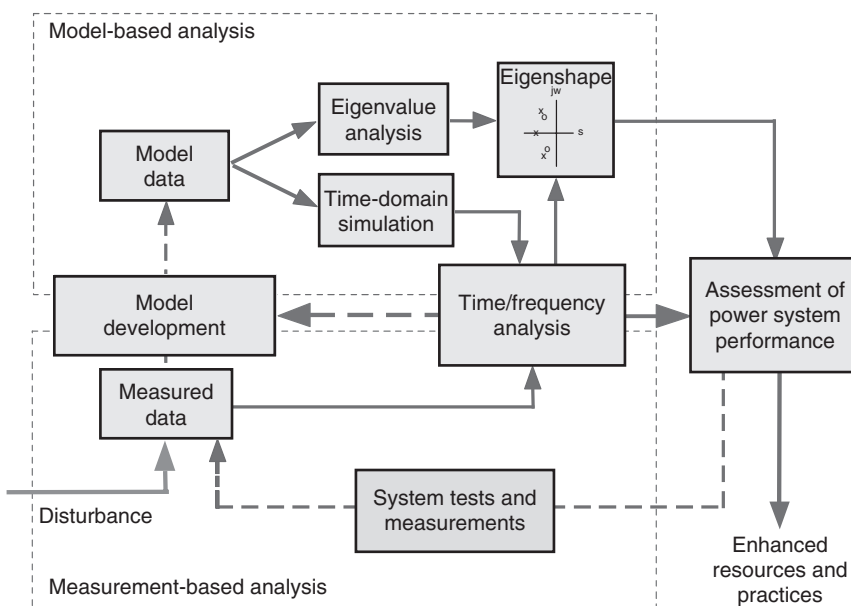 Model-based analysis
Eigenshape
jw
x
o
x
s
o
x
Eigenvalue
analysis
Model
data
Time-domain
simulation
Model
development
Time/frequency
analysis
Assessment of
power system
performance
Measured
data
System tests and
measurements
Disturbance
Enhanced
resources and
practices
Measurement-based analysis